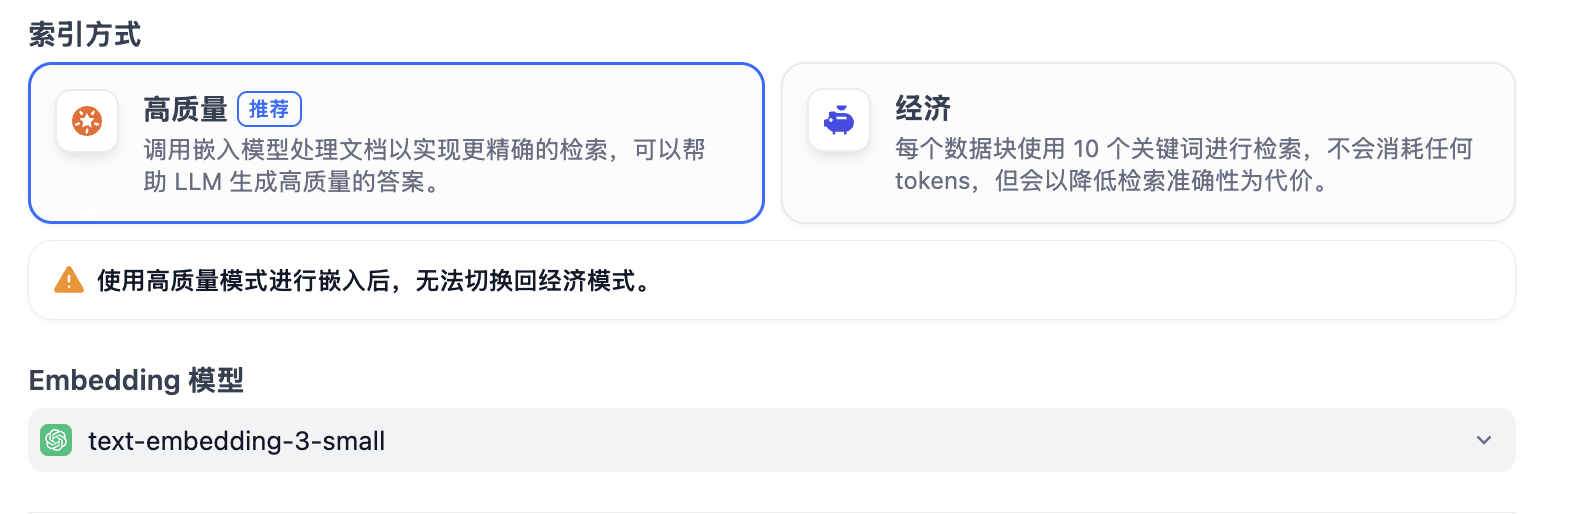 索引方式
高质量 推荐
调用嵌入模型处理文档以实现更精确的检索，可以帮
助 LLM 生成高质量的答案。
经济
每个数据块使用 10 个关键词进行检索，不会消耗任何
tokens，但会以降低检索准确性为代价。
使用高质量模式进行嵌入后，无法切换回经济模式。
Embedding 模型
text-embedding-3-small